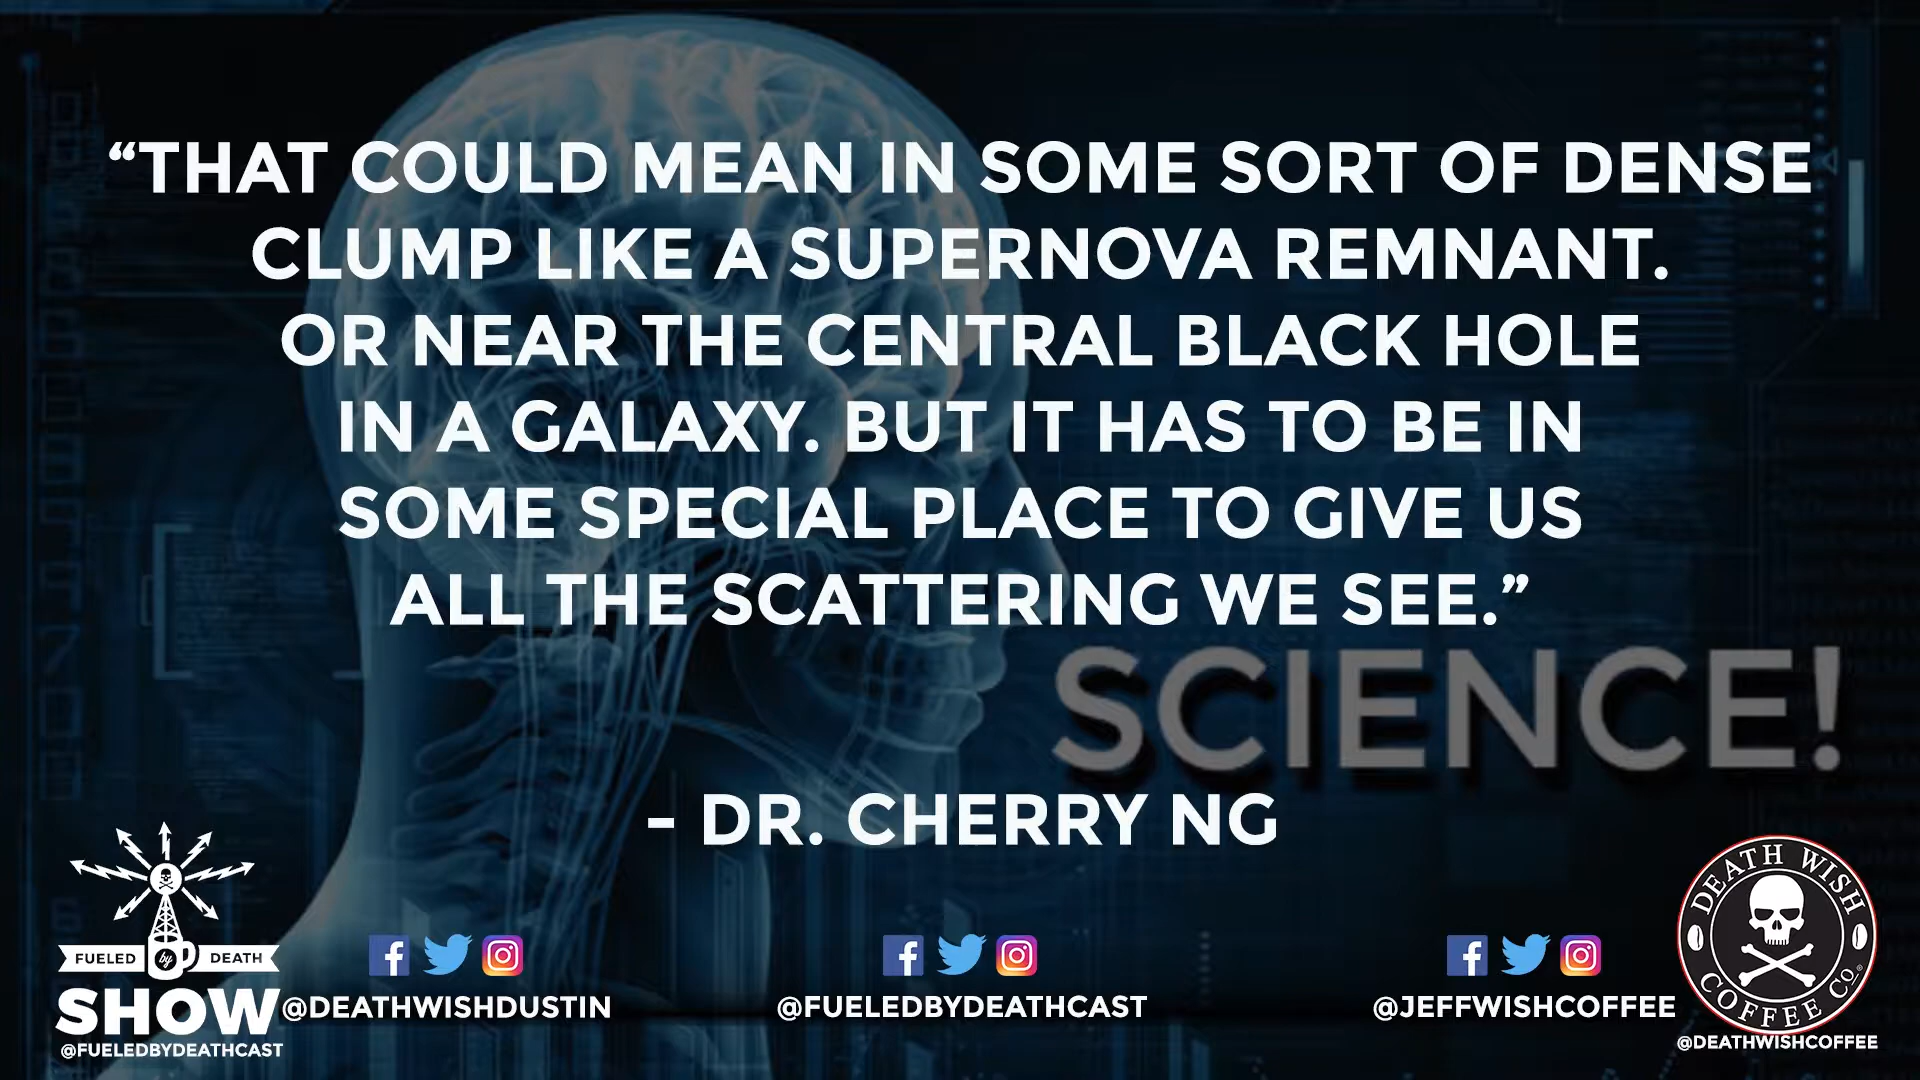 “THAT COULD MEAN IN SOME SORT OF DENSE
CLUMP LIKE A SUPERNOVA REMNANT.
OR NEAR THE CENTRAL BLACK HOLE
IN A GALAXY. BUT IT HAS TO BE IN
SOME SPECIAL PLACE TO GIVE US
ALL THE SCATTERING WE SEE.”
SCIENCE!
- DR. CHERRY NG
FUELED by DEATH
SHOW
@FUELEDBYDEATHCAST
@DEATHWISHDUSTIN
@FUELEDBYDEATHCAST
@JEFFWISHCOFFEE
DEATH WISH
COFFEE CO.
@DEATHWISHCOFFEE